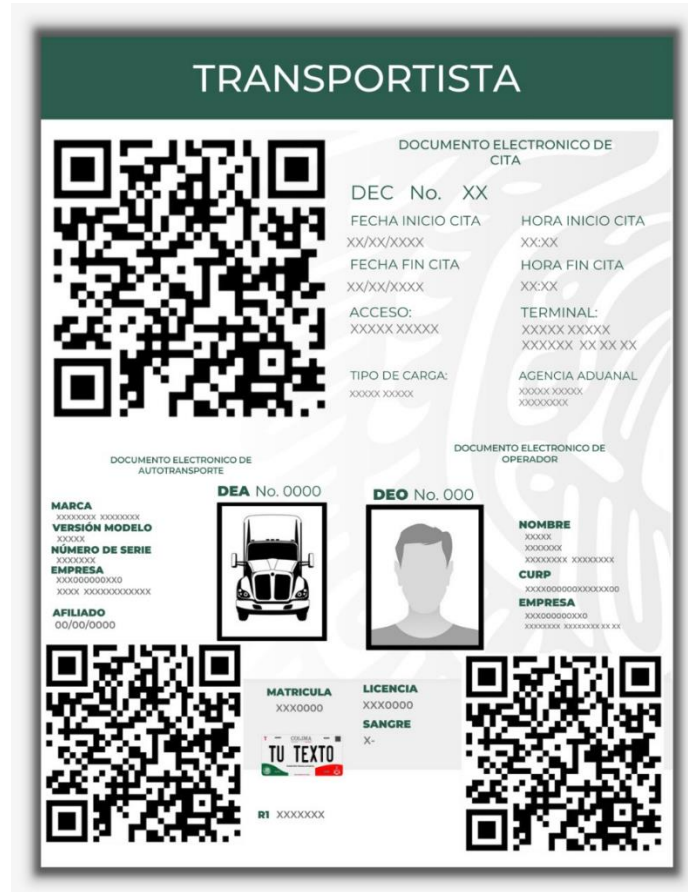 TRANSPORTISTA
DOCUMENTO ELECTRONICO DE
CITA
DEC No. XX
FECHA INICIO CITA
HORA INICIO CITA
XX/XX/XXXX
XX:XX
FECHA FIN CITA
HORA FIN CITA
XX/XX/XXXX
XX:XX
ACCESO:
TERMINAL:
XXXXX XXXXX
XXXXX XXXXX
XXXXXX XX XX XX
TIPO DE CARGA:
AGENCIA ADUANAL
XXXXX XXXXX
XXXXX XXXXX
XXXXXXXX
DOCUMENTO ELECTRONICO DE
AUTOTRANSPORTE
DEA No. 0000
MARCA
XXXXXXXX XXXXXXXX
VERSIÓN MODELO
XXXXX
NÚMERO DE SERIE
XXXXXXX
EMPRESA
XXX000000XX0
XXXX XXXXXXXXXXXX
AFILIADO
00/00/0000
DOCUMENTO ELECTRONICO DE
OPERADOR
DEO No. 000
NOMBRE
XXXXX
XXXXXXX
XXXXXXXX XXXXXXXX
CURP
XXXX000000XXXXXX00
EMPRESA
XXX000000XX0
XXXXXXXX XXXXXXXX XX XX
MATRICULA
XXX0000
LICENCIA
XXX0000
SANGRE
X-
COLIMA
TU TEXTO
R1 XXXXXXX